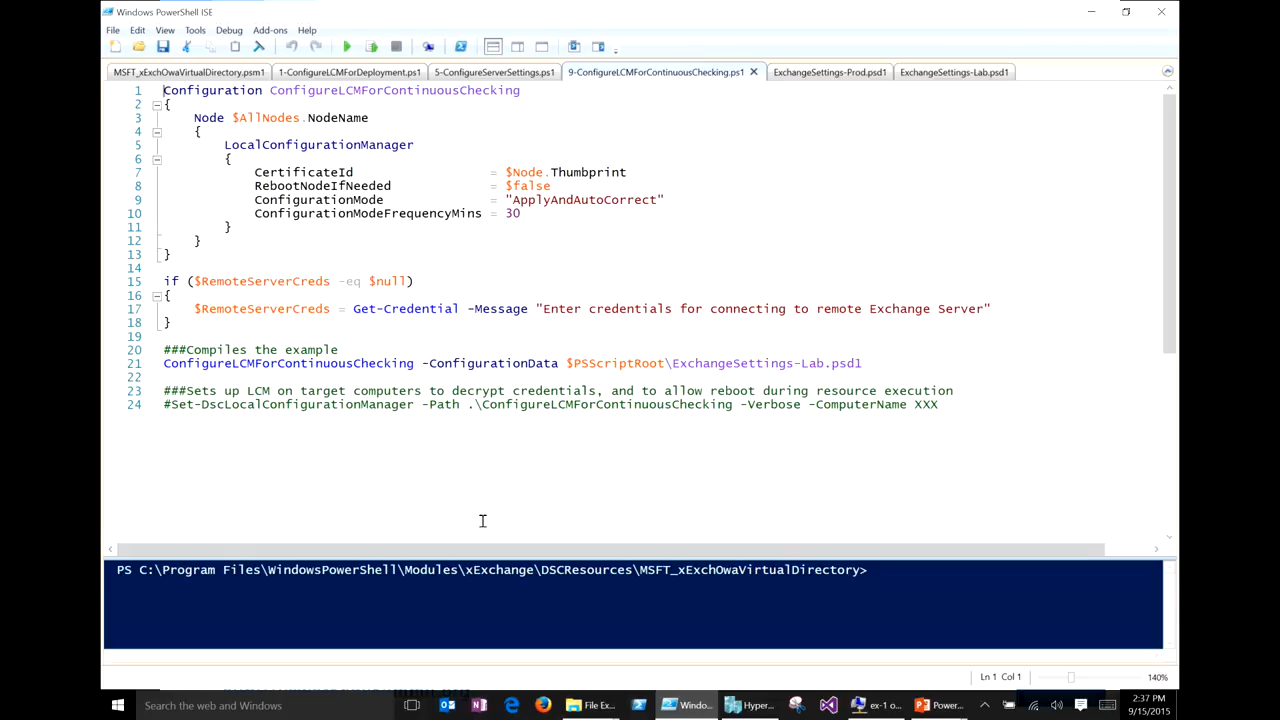 Windows PowerShell ISE
File Edit View Tools Debug Add-ons Help
MSFT_xExchOwaVirtualDirectory.psm1 1-ConfigureLCMForDeployment.ps1 5-ConfigureServerSettings.ps1 9-ConfigureLCMForContinuousChecking.ps1 X ExchangeSettings-Prod.psd1 ExchangeSettings-Lab.psd1
1 Configuration ConfigureLCMForContinuousChecking
2 {
3 Node $AllNodes.NodeName
4 {
5 LocalConfigurationManager
6 {
7 CertificateId = $Node.Thumbprint
8 RebootNodeIfNeeded = $false
9 ConfigurationMode = "ApplyAndAutoCorrect"
10 ConfigurationModeFrequencyMins = 30
11 }
12 }
13 }
14
15 if ($RemoteServerCreds -eq $null)
16 {
17 $RemoteServerCreds = Get-Credential -Message "Enter credentials for connecting to remote Exchange Server"
18 }
19
20 ###Compiles the example
21 ConfigureLCMForContinuousChecking -ConfigurationData $PSScriptRoot\ExchangeSettings-Lab.psd1
22
23 ###Sets up LCM on target computers to decrypt credentials, and to allow reboot during resource execution
24 #Set-DscLocalConfigurationManager -Path .\ConfigureLCMForContinuousChecking -Verbose -ComputerName XXX
PS C:\Program Files\WindowsPowerShell\Modules\xExchange\DSCResources\MSFT_xExchOwaVirtualDirectory>
Ln 1 Col 1 140%
Search the web and Windows File Ex... Windo... Hyper... ex-1 o... Power... 2:37 PM
9/15/2015